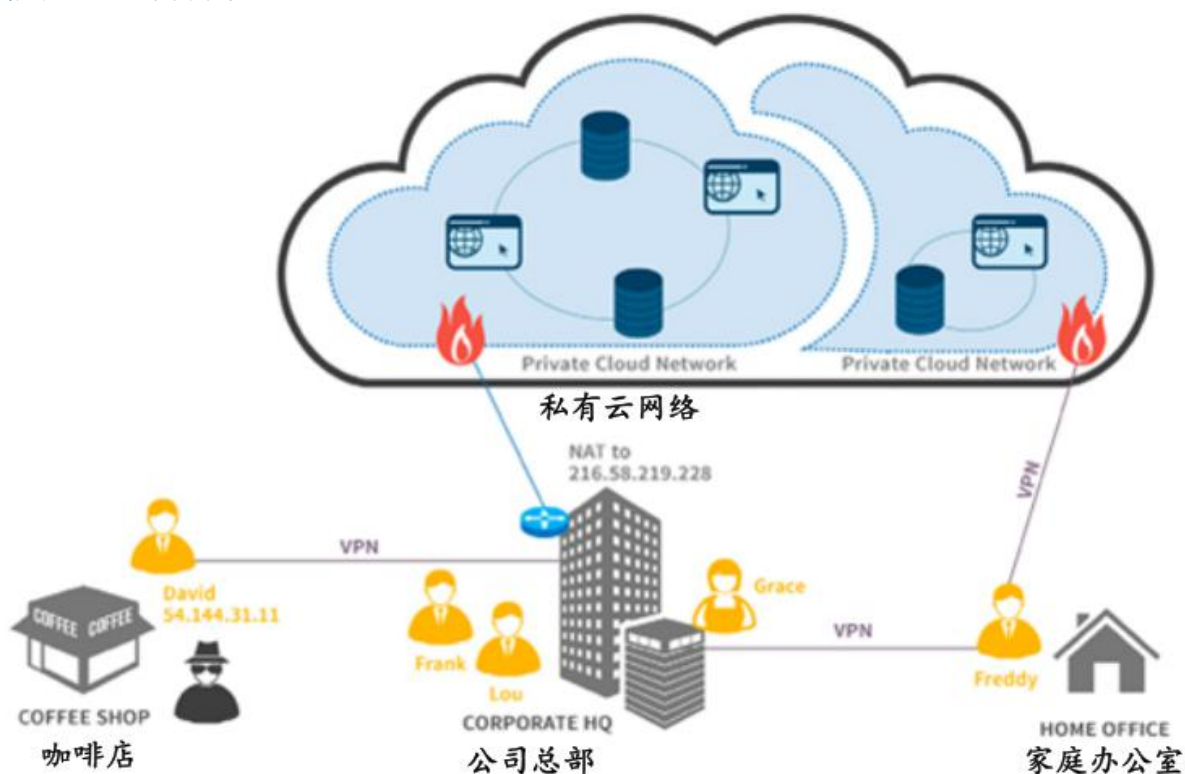 Private Cloud Network
Private Cloud Network
私有云网络
NAT to
216.58.219.228
VPN
VPN
David
54.144.31.11
COFFEE COFFEE
Frank
Lou
Grace
VPN
Freddy
COFFEE SHOP
CORPORATE HQ
HOME OFFICE
咖啡店
公司总部
家庭办公室